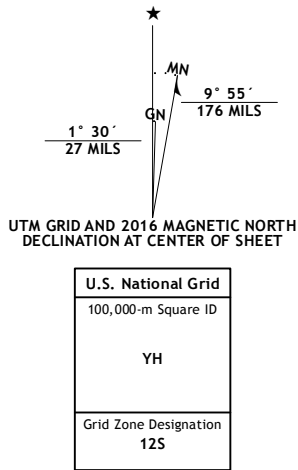 ★
MN
GN
9° 55´
176 MILS
1° 30´
27 MILS
UTM GRID AND 2016 MAGNETIC NORTH
DECLINATION AT CENTER OF SHEET
U.S. National Grid
100,000-m Square ID
YH
Grid Zone Designation
12S